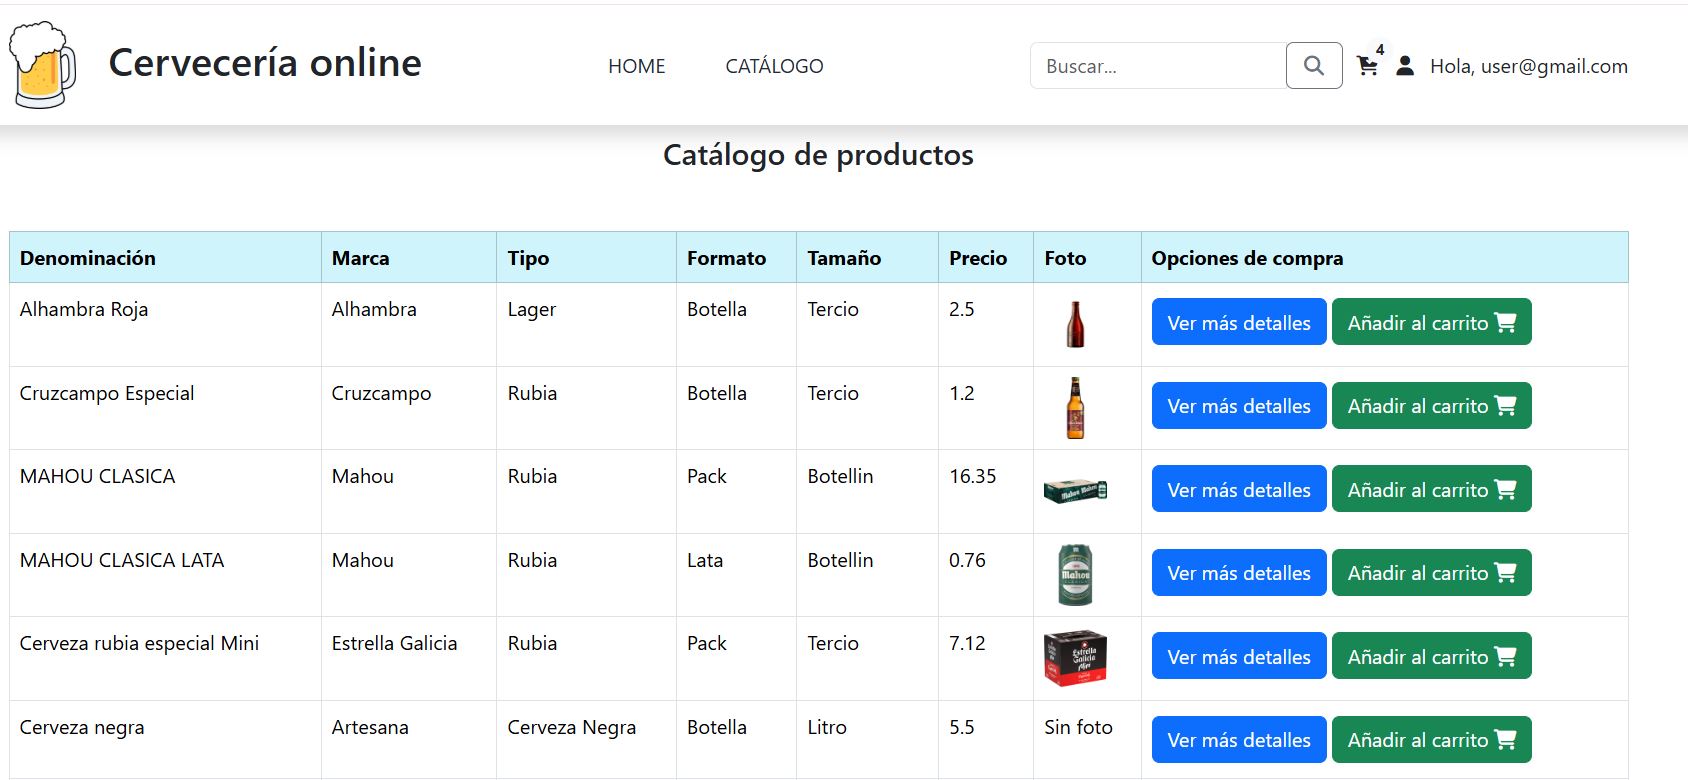 Cervecería online
HOME CATÁLOGO
Buscar...
4
Hola, user@gmail.com
Catálogo de productos
Denominación Marca Tipo Formato Tamaño Precio Foto Opciones de compra
Alhambra Roja Alhambra Lager Botella Tercio 2.5 Ver más detalles Añadir al carrito
Cruzcampo Especial Cruzcampo Rubia Botella Tercio 1.2 Ver más detalles Añadir al carrito
MAHOU CLASICA Mahou Rubia Pack Botellin 16.35 Mahou Mahou Ver más detalles Añadir al carrito
MAHOU CLASICA LATA Mahou Rubia Lata Botellin 0.76 Mahou Ver más detalles Añadir al carrito
Cerveza rubia especial Mini Estrella Galicia Rubia Pack Tercio 7.12 Estrella Galicia Ver más detalles Añadir al carrito
Cerveza negra Artesana Cerveza Negra Botella Litro 5.5 Sin foto Ver más detalles Añadir al carrito